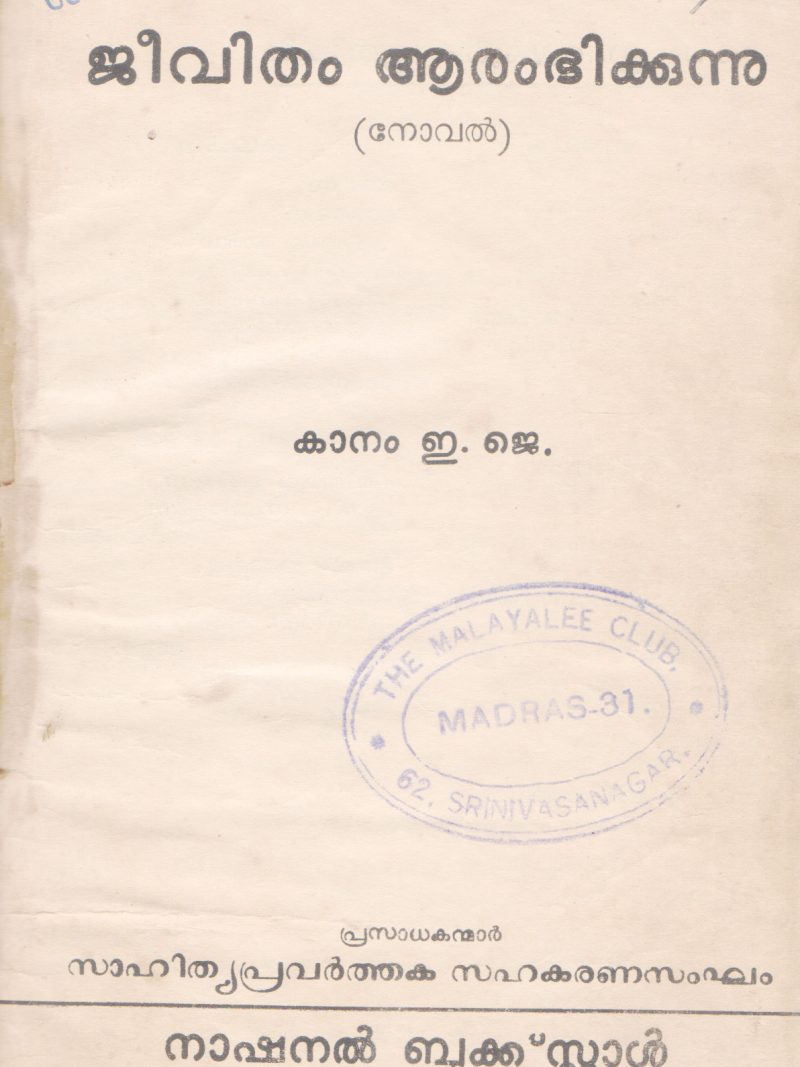 ജീവിതം ആരംഭിക്കുന്നു
(നോവൽ)
കാനം ഇ. ജെ.
THE MALAYALEE CLUB,
MADRAS-31.
62, SRINIVASANAGAR.
പ്രസാധകന്മാർ
സാഹിത്യപ്രവർത്തക സഹകരണസംഘം
നാഷനൽ ബുക്ക്സ്റ്റാൾ